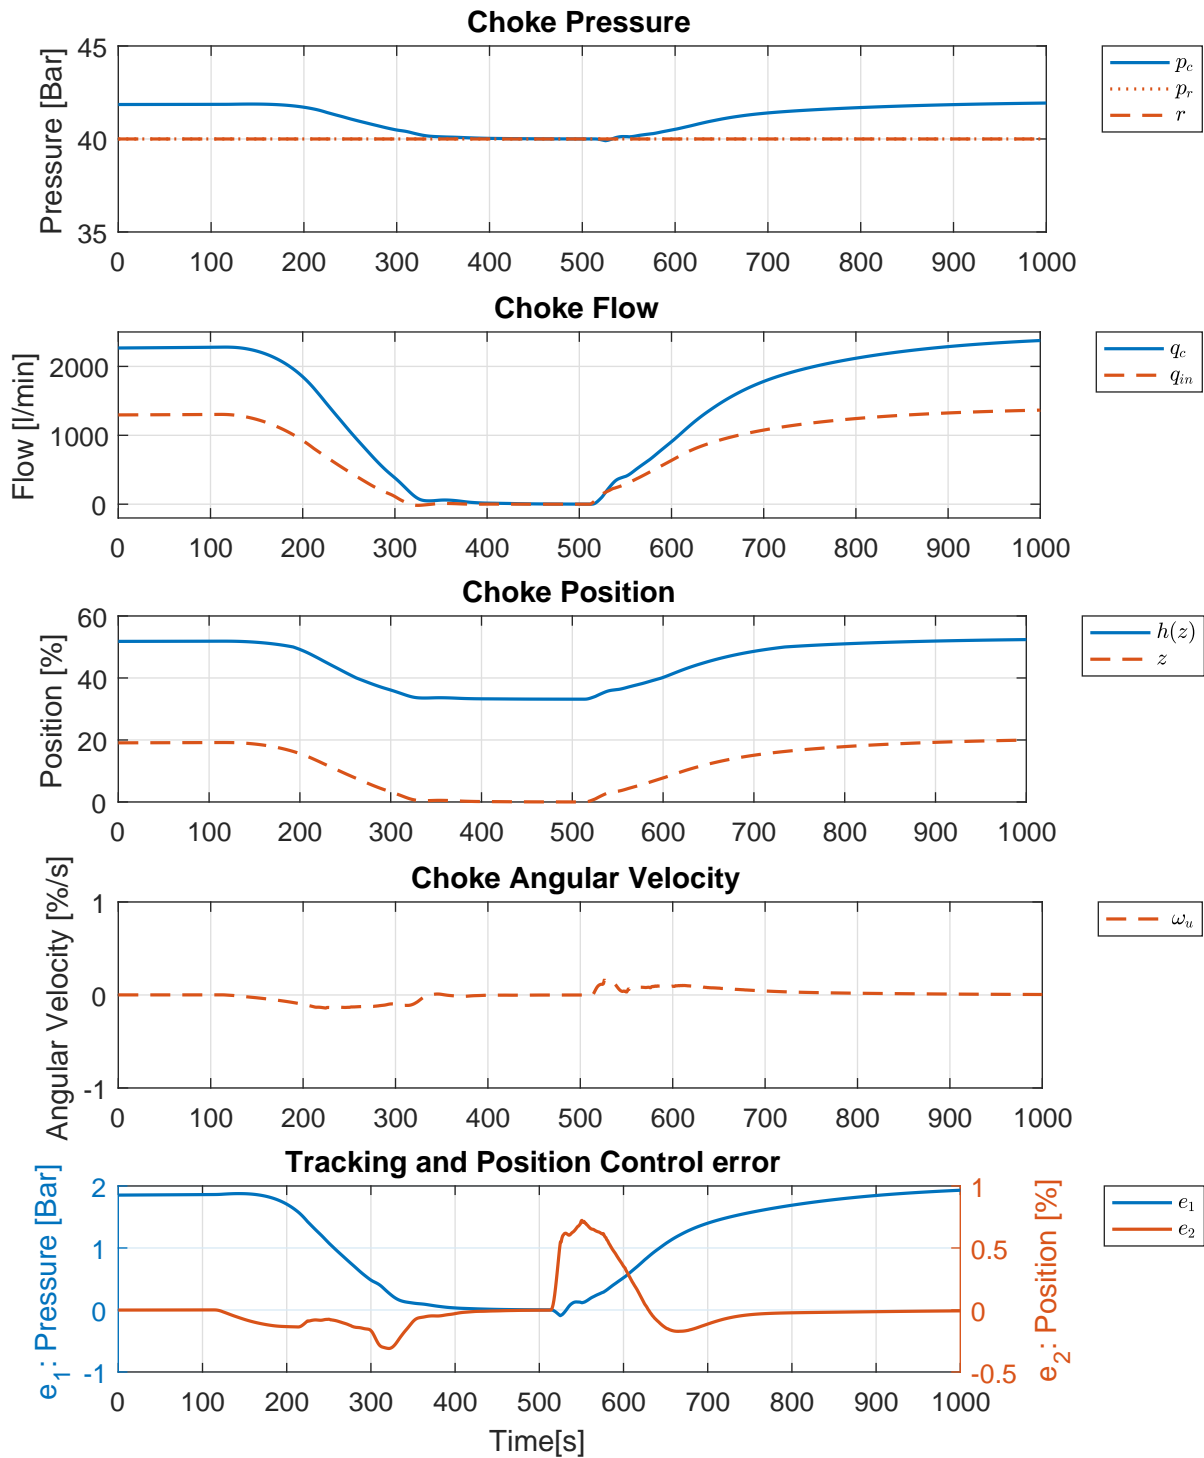 Choke Pressure
Pressure [Bar]
45
40
35
0 100 200 300 400 500 600 700 800 900 1000
p_c
p_r
r
Choke Flow
Flow [l/min]
2000
1000
0
0 100 200 300 400 500 600 700 800 900 1000
q_c
q_in
Choke Position
Position [%]
60
40
20
0
0 100 200 300 400 500 600 700 800 900 1000
h(z)
z
Choke Angular Velocity
Angular Velocity [%/s]
1
0
-1
0 100 200 300 400 500 600 700 800 900 1000
ω_u
Tracking and Position Control error
e_1: Pressure [Bar]
2
1
0
-1
1
0.5
0
-0.5
e_2: Position [%]
0 100 200 300 400 500 600 700 800 900 1000
Time[s]
e_1
e_2